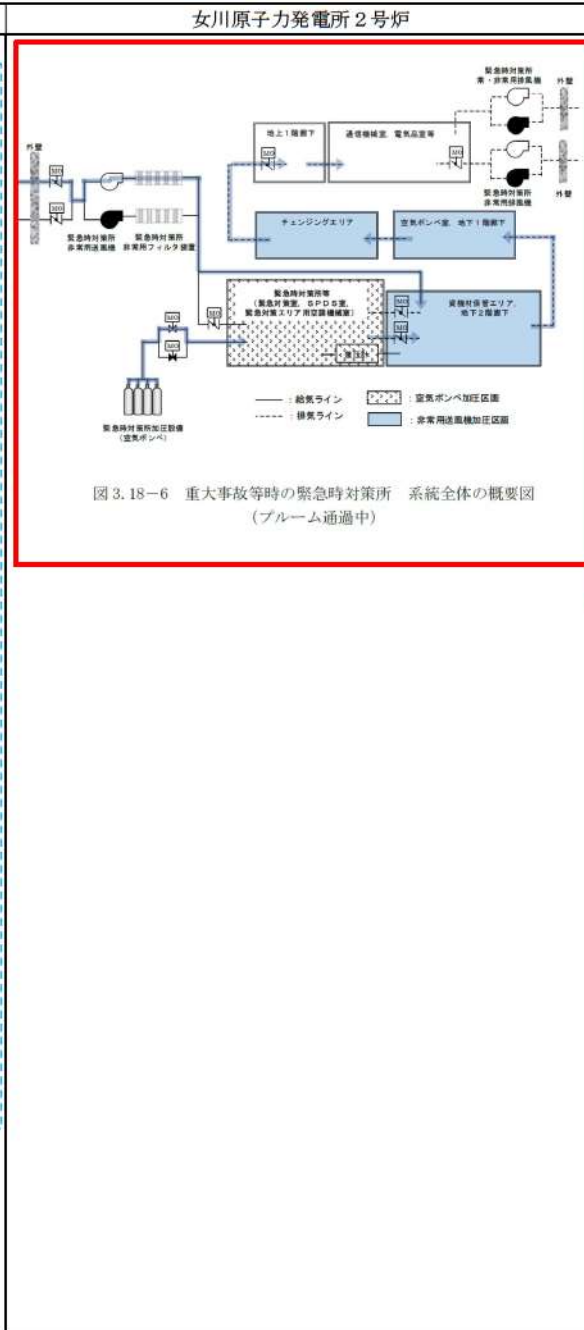 女川原子力発電所２号炉
緊急時対策所
常・非常用排風機
外壁
地上1階廊下
通信機械室，電気品室等
MO
MO
外壁
MO
MO
緊急時対策所
非常用送風機
緊急時対策所
非常用フィルタ装置
緊急時対策所
非常用排風機
外壁
チェンジングエリア
空気ボンベ室，地下1階廊下
緊急時対策所等
（緊急対策室，SPDS室，
緊急対策エリア用空調機械室）
資機材保管エリア，
地下2階廊下
MO
MO
MO
MO
MO
差圧計
緊急時対策所加圧設備
（空気ボンベ）
：給気ライン
：排気ライン
：空気ボンベ加圧区画
：非常用送風機加圧区画
図3.18－6　重大事故等時の緊急時対策所　系統全体の概要図
（プルーム通過中）